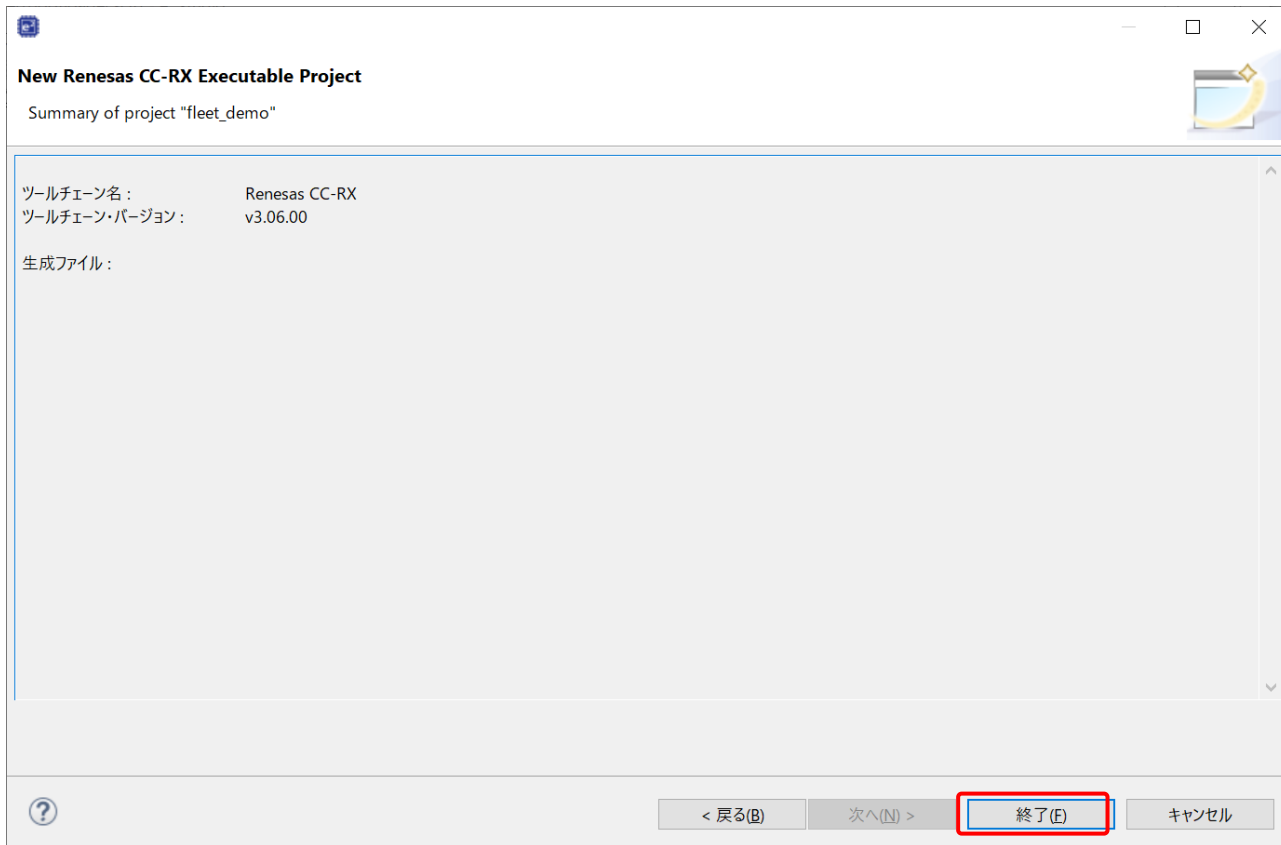 New Renesas CC-RX Executable Project
Summary of project "fleet_demo"
ツールチェーン名 : Renesas CC-RX
ツールチェーン・バージョン : v3.06.00
生成ファイル :
?
< 戻る(B) 次へ(N) > 終了(F) キャンセル